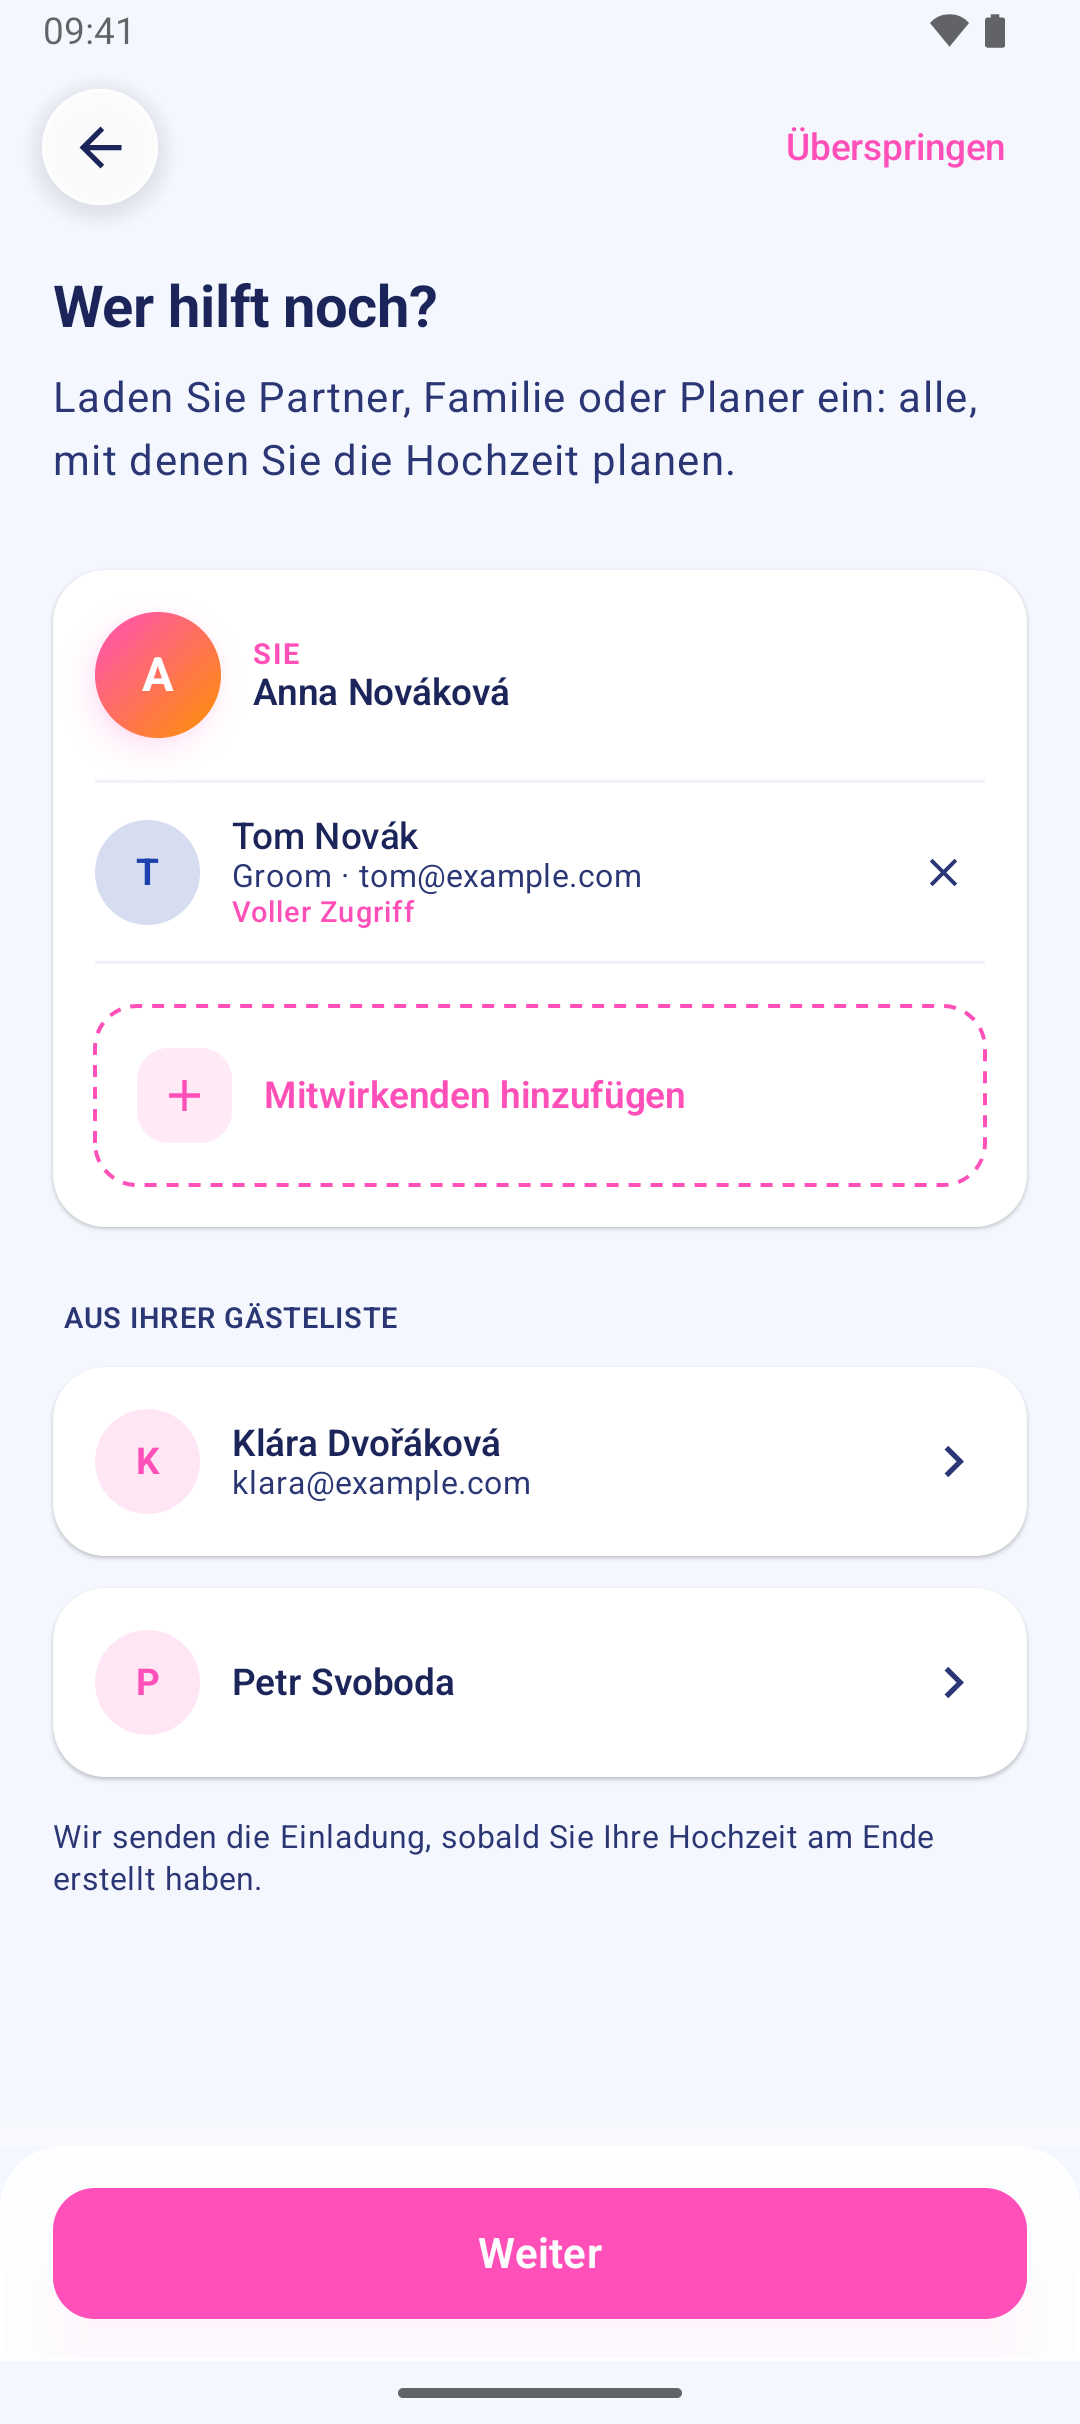 09:41
Überspringen
Wer hilft noch?
Laden Sie Partner, Familie oder Planer ein: alle,
mit denen Sie die Hochzeit planen.
A
SIE
Anna Nováková
T
Tom Novák
Groom · tom@example.com
Voller Zugriff
Mitwirkenden hinzufügen
AUS IHRER GÄSTELISTE
K
Klára Dvořáková
klara@example.com
P
Petr Svoboda
Wir senden die Einladung, sobald Sie Ihre Hochzeit am Ende
erstellt haben.
Weiter